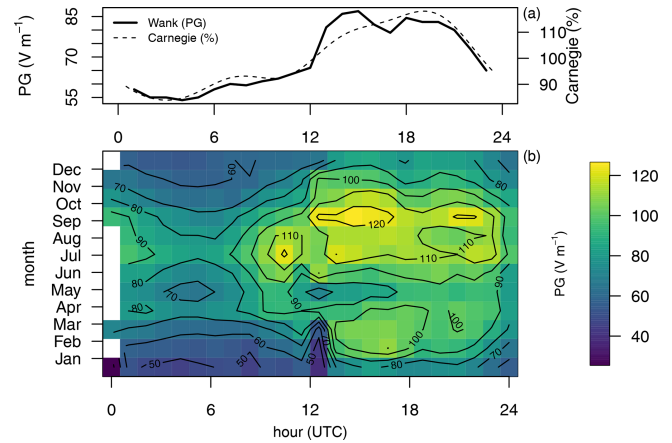 (a)
85
70
55
PG (V m⁻¹)
Wank (PG)
Carnegie (%)
110
100
90
Carnegie (%)
0
6
12
18
24
(b)
Dec
Nov
Oct
Sep
Aug
Jul
Jun
May
Apr
Mar
Feb
Jan
month
60
80
70
100
120
110
90
110
110
80
70
90
90
80
100
60
70
100
50
50
50
80
70
0
6
12
18
24
hour (UTC)
PG (V m⁻¹)
120
100
80
60
40